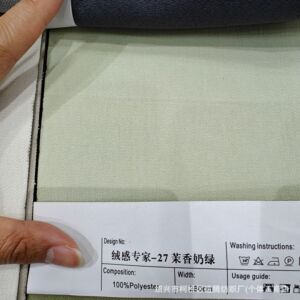 Design No:
绒感专家-27 茉香奶绿
Washing instructions:
Composition:
Width:
Usage guide:
100%Polyester
280cm